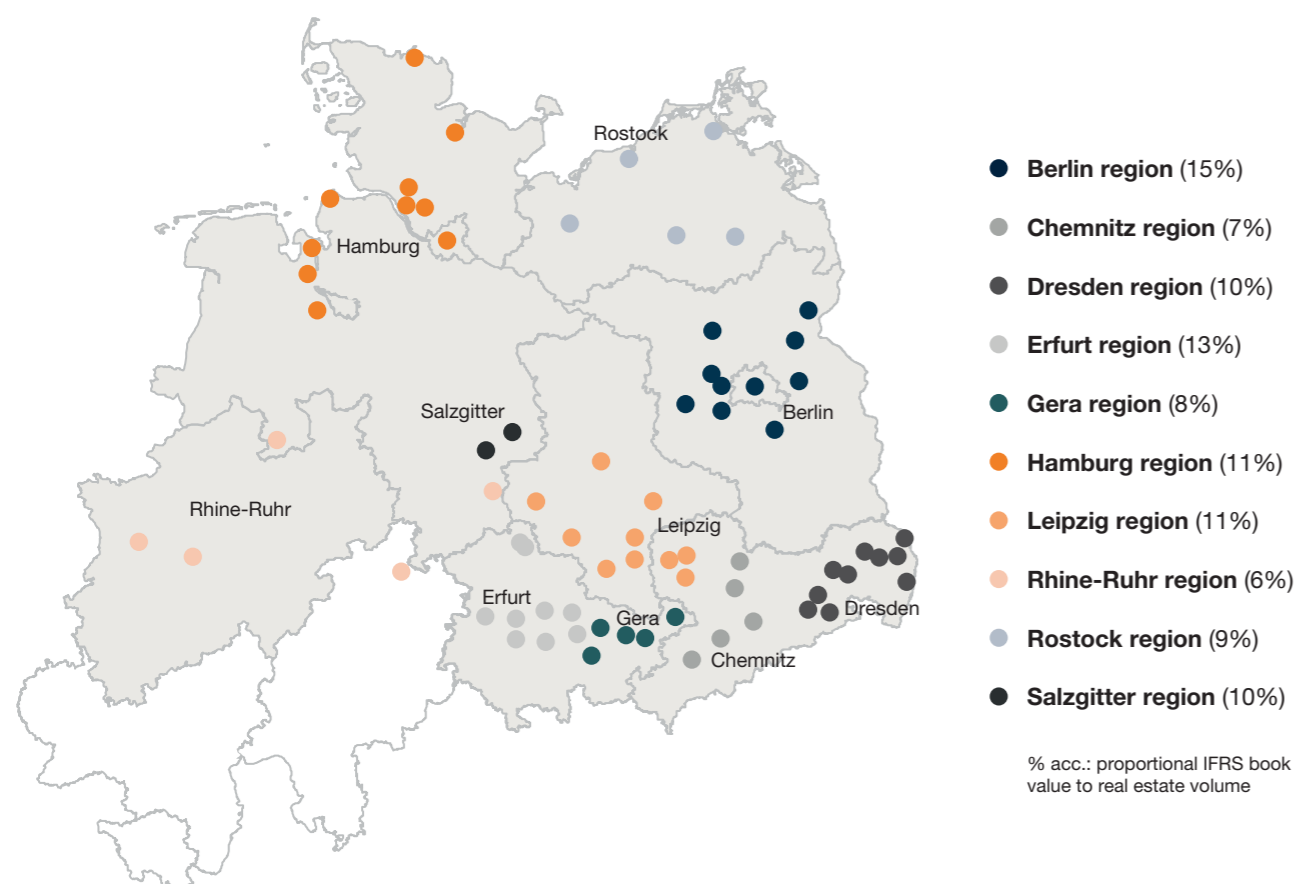 Rostock
Hamburg
Salzgitter
Berlin
Rhine-Ruhr
Leipzig
Erfurt
Gera
Dresden
Chemnitz
Berlin region (15%)
Chemnitz region (7%)
Dresden region (10%)
Erfurt region (13%)
Gera region (8%)
Hamburg region (11%)
Leipzig region (11%)
Rhine-Ruhr region (6%)
Rostock region (9%)
Salzgitter region (10%)
% acc.: proportional IFRS book
value to real estate volume